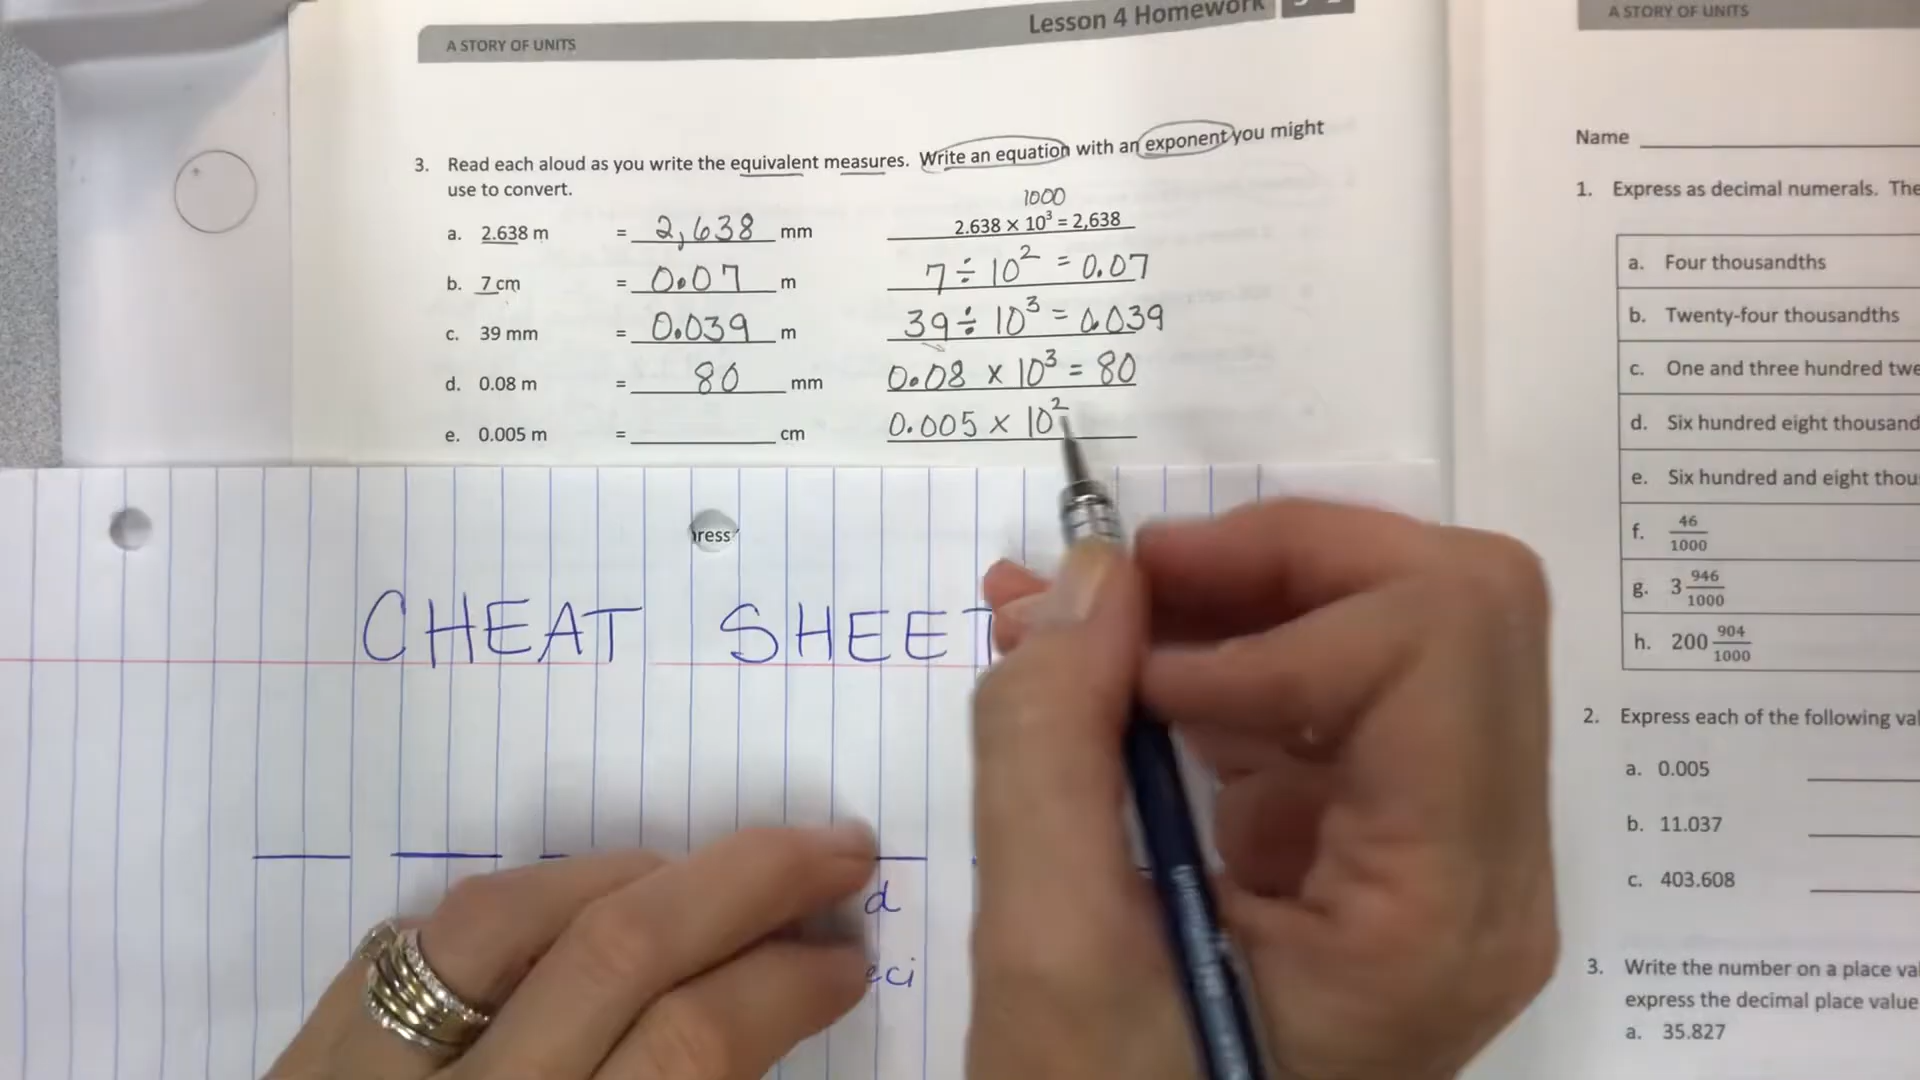 A STORY OF UNITS
Lesson 4 Homework
3. Read each aloud as you write the equivalent measures. Write an equation with an exponent you might
use to convert.
1000
a. 2.638 m = 2,638 mm 2.638 × 10³ = 2,638
b. 7 cm = 0.07 m 7 ÷ 10² = 0.07
c. 39 mm = 0.039 m 39 ÷ 10³ = 0.039
d. 0.08 m = 80 mm 0.08 × 10³ = 80
e. 0.005 m = cm 0.005 × 10²
ress
CHEAT SHEET
d
eci
A STORY OF UNITS
Name
1. Express as decimal numerals. The
a. Four thousandths
b. Twenty-four thousandths
c. One and three hundred twe
d. Six hundred eight thousand
e. Six hundred and eight thou
f. 46/1000
g. 3 946/1000
h. 200 904/1000
2. Express each of the following val
a. 0.005
b. 11.037
c. 403.608
3. Write the number on a place va
express the decimal place value
a. 35.827